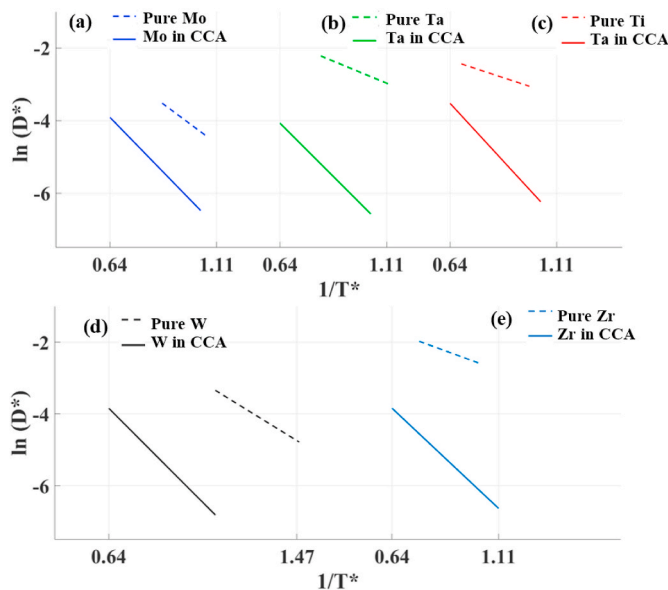 (a)
Pure Mo
Mo in CCA
(b)
Pure Ta
Ta in CCA
(c)
Pure Ti
Ta in CCA
ln (D*)
-2
-4
-6
0.64
1.11
0.64
1.11
0.64
1.11
1/T*
(d)
Pure W
W in CCA
(e)
Pure Zr
Zr in CCA
ln (D*)
-2
-4
-6
0.64
1.47
0.64
1.11
1/T*